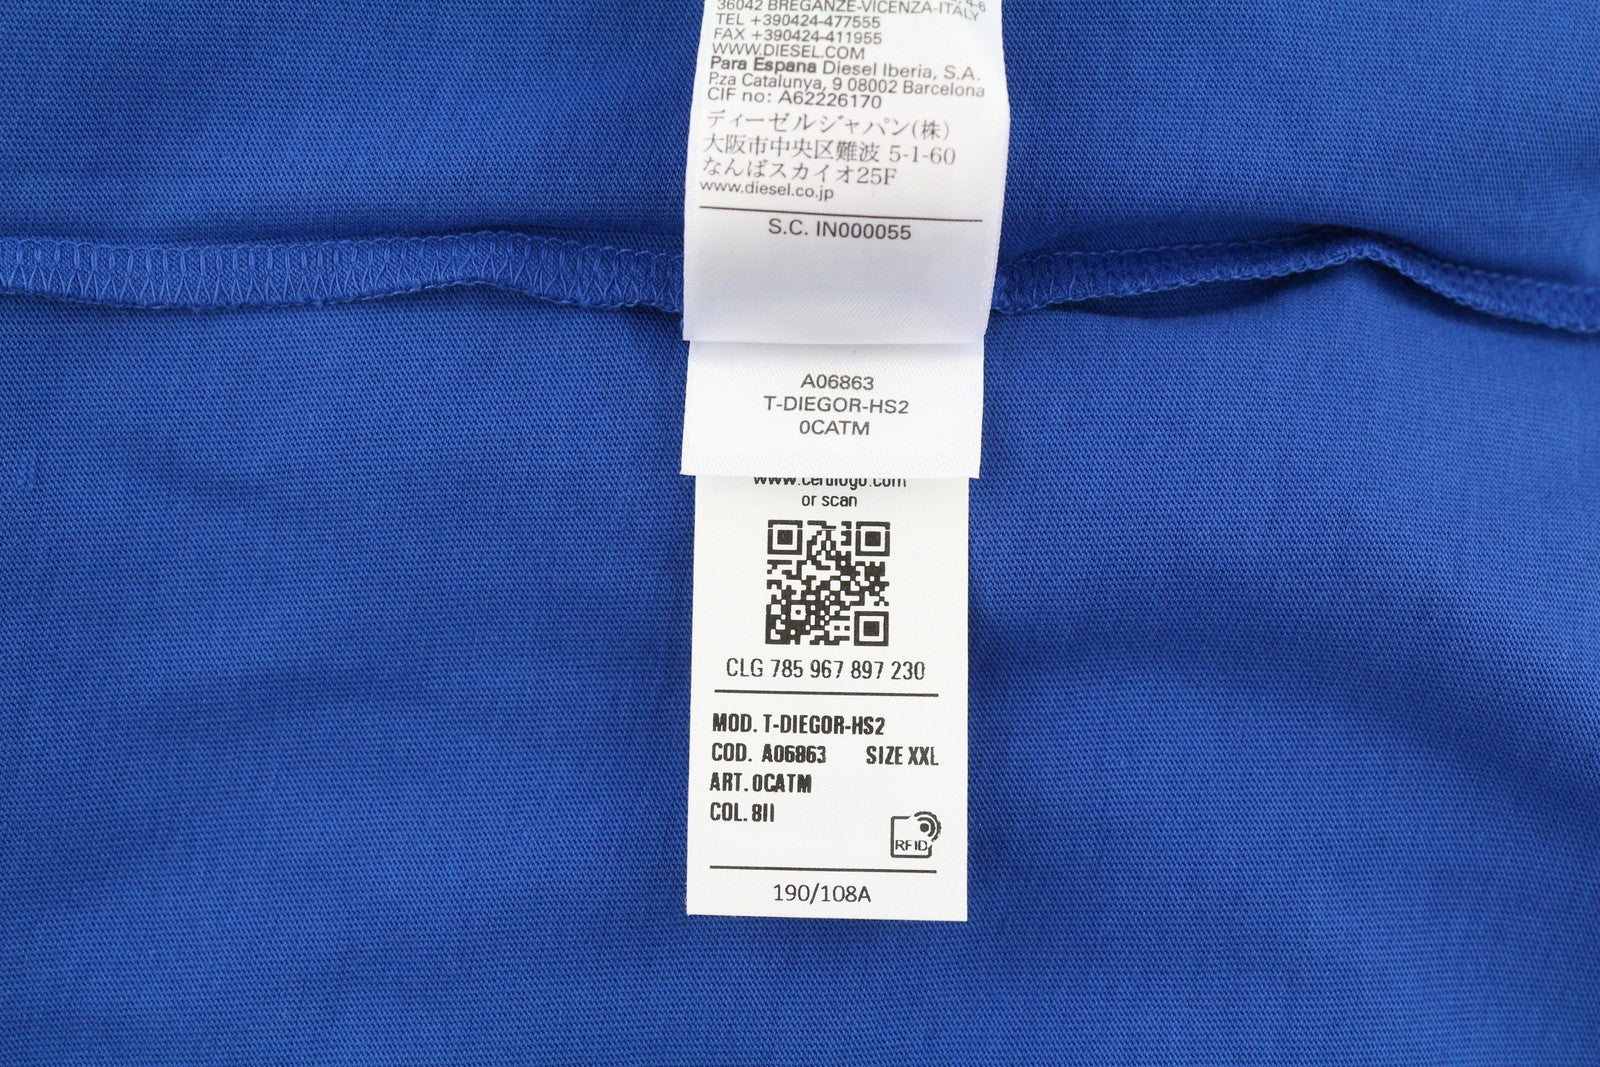 36042 BREGANZE-VICENZA-ITALY
TEL +390424-477555
FAX +390424-411955
WWW.DIESEL.COM
Para Espana Diesel Iberia, S.A.
P.za Catalunya, 9 08002 Barcelona
CIF no: A62226170
ディーゼルジャパン(株)
大阪市中央区難波 5-1-60
なんばスカイオ25F
www.diesel.co.jp
S.C. IN000055
A06863
T-DIEGOR-HS2
0CATM
www.certilogo.com
or scan
CLG 785 967 897 230
MOD. T-DIEGOR-HS2
COD. A06863 SIZE XXL
ART. 0CATM
COL. 8II
RFID
190/108A